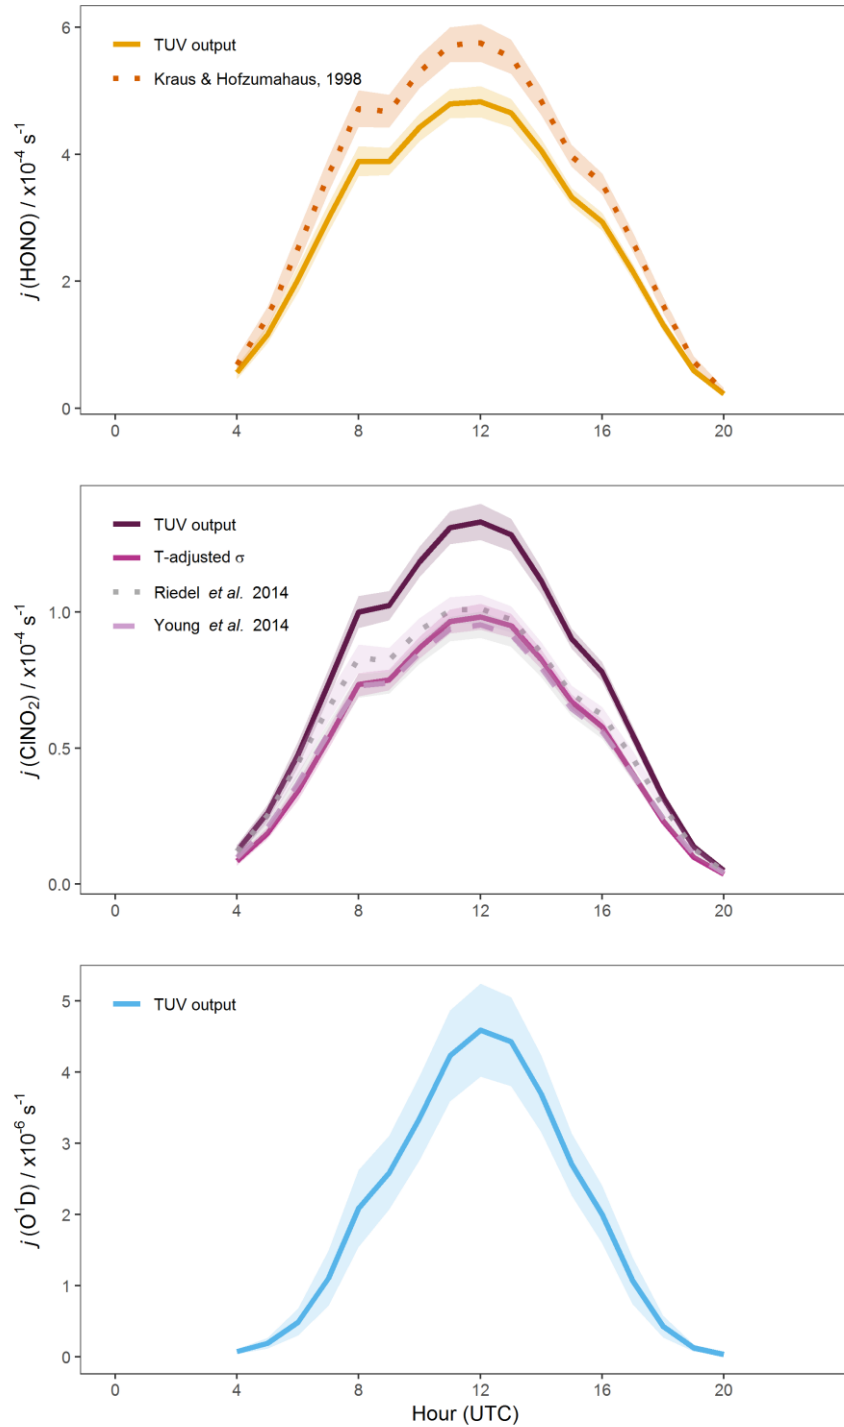 j (HONO) / x10⁻⁴ s⁻¹
6
4
2
0
TUV output
Kraus & Hofzumahaus, 1998
0 4 8 12 16 20
j (ClNO₂) / x10⁻⁴ s⁻¹
1.0
0.5
0.0
TUV output
T-adjusted σ
Riedel et al. 2014
Young et al. 2014
0 4 8 12 16 20
j (O¹D) / x10⁻⁶ s⁻¹
5
4
3
2
1
0
TUV output
0 4 8 12 16 20
Hour (UTC)